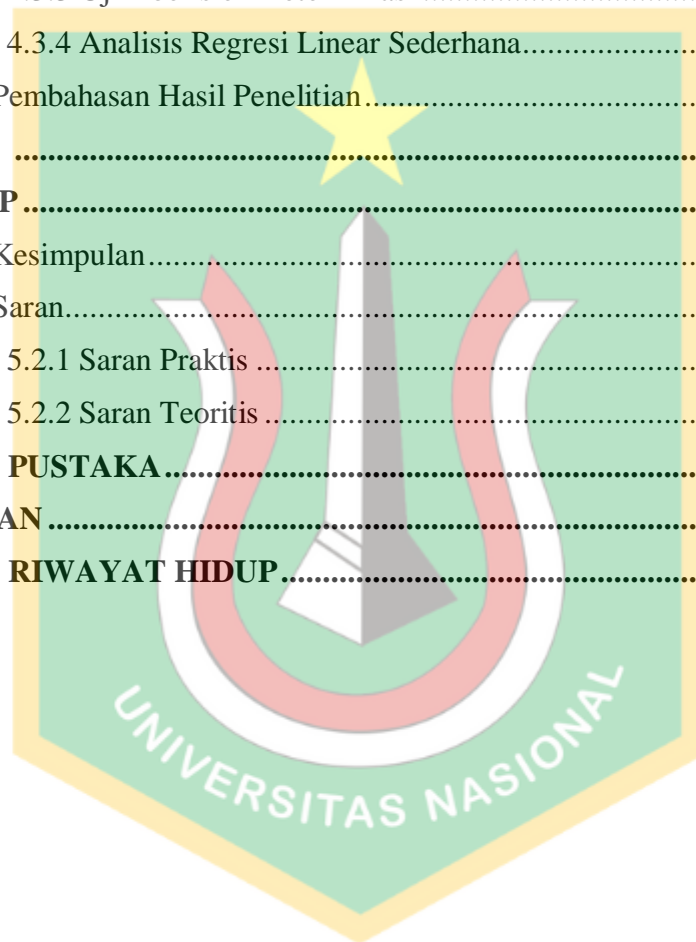 4.3.4 Analisis Regresi Linear Sederhana........................
Pembahasan Hasil Penelitian........................
........................
P........................
Kesimpulan........................
Saran........................
5.2.1 Saran Praktis ........................
5.2.2 Saran Teoritis ........................
PUSTAKA........................
AN........................
RIWAYAT HIDUP........................
UNIVERSITAS NASIONAL